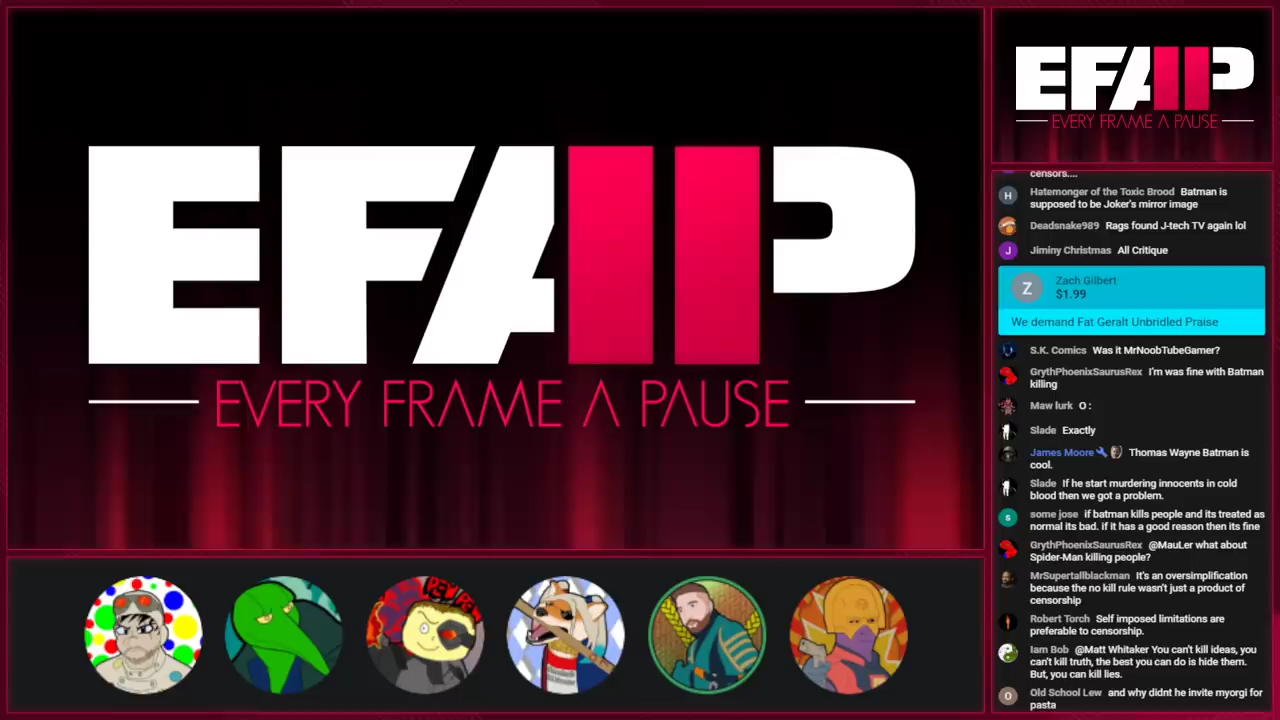 EFAP
EVERY FRAME A PAUSE
PEW PE
EFAP
EVERY FRAME A PAUSE
censors....
H
Hatemonger of the Toxic Brood Batman is
supposed to be Joker's mirror image
Deadsnake989 Rags found J-tech TV again lol
J
Jiminy Christmas All Critique
Z
Zach Gilbert
$1.99
We demand Fat Geralt Unbridled Praise
S.K. Comics Was it MrNoobTubeGamer?
GrythPhoenixSaurusRex I'm was fine with Batman
killing
Maw lurk O :
Slade Exactly
James Moore Thomas Wayne Batman is
cool.
Slade If he start murdering innocents in cold
blood then we got a problem.
s
some jose if batman kills people and its treated as
normal its bad. if it has a good reason then its fine
GrythPhoenixSaurusRex @MauLer what about
Spider-Man killing people?
MrSupertallblackman It's an oversimplification
because the no kill rule wasn't just a product of
censorship
Robert Torch Self imposed limitations are
preferable to censorship.
Iam Bob @Matt Whitaker You can't kill ideas, you
can't kill truth, the best you can do is hide them.
But, you can kill lies.
O
Old School Lew and why didnt he invite myorgi for
pasta